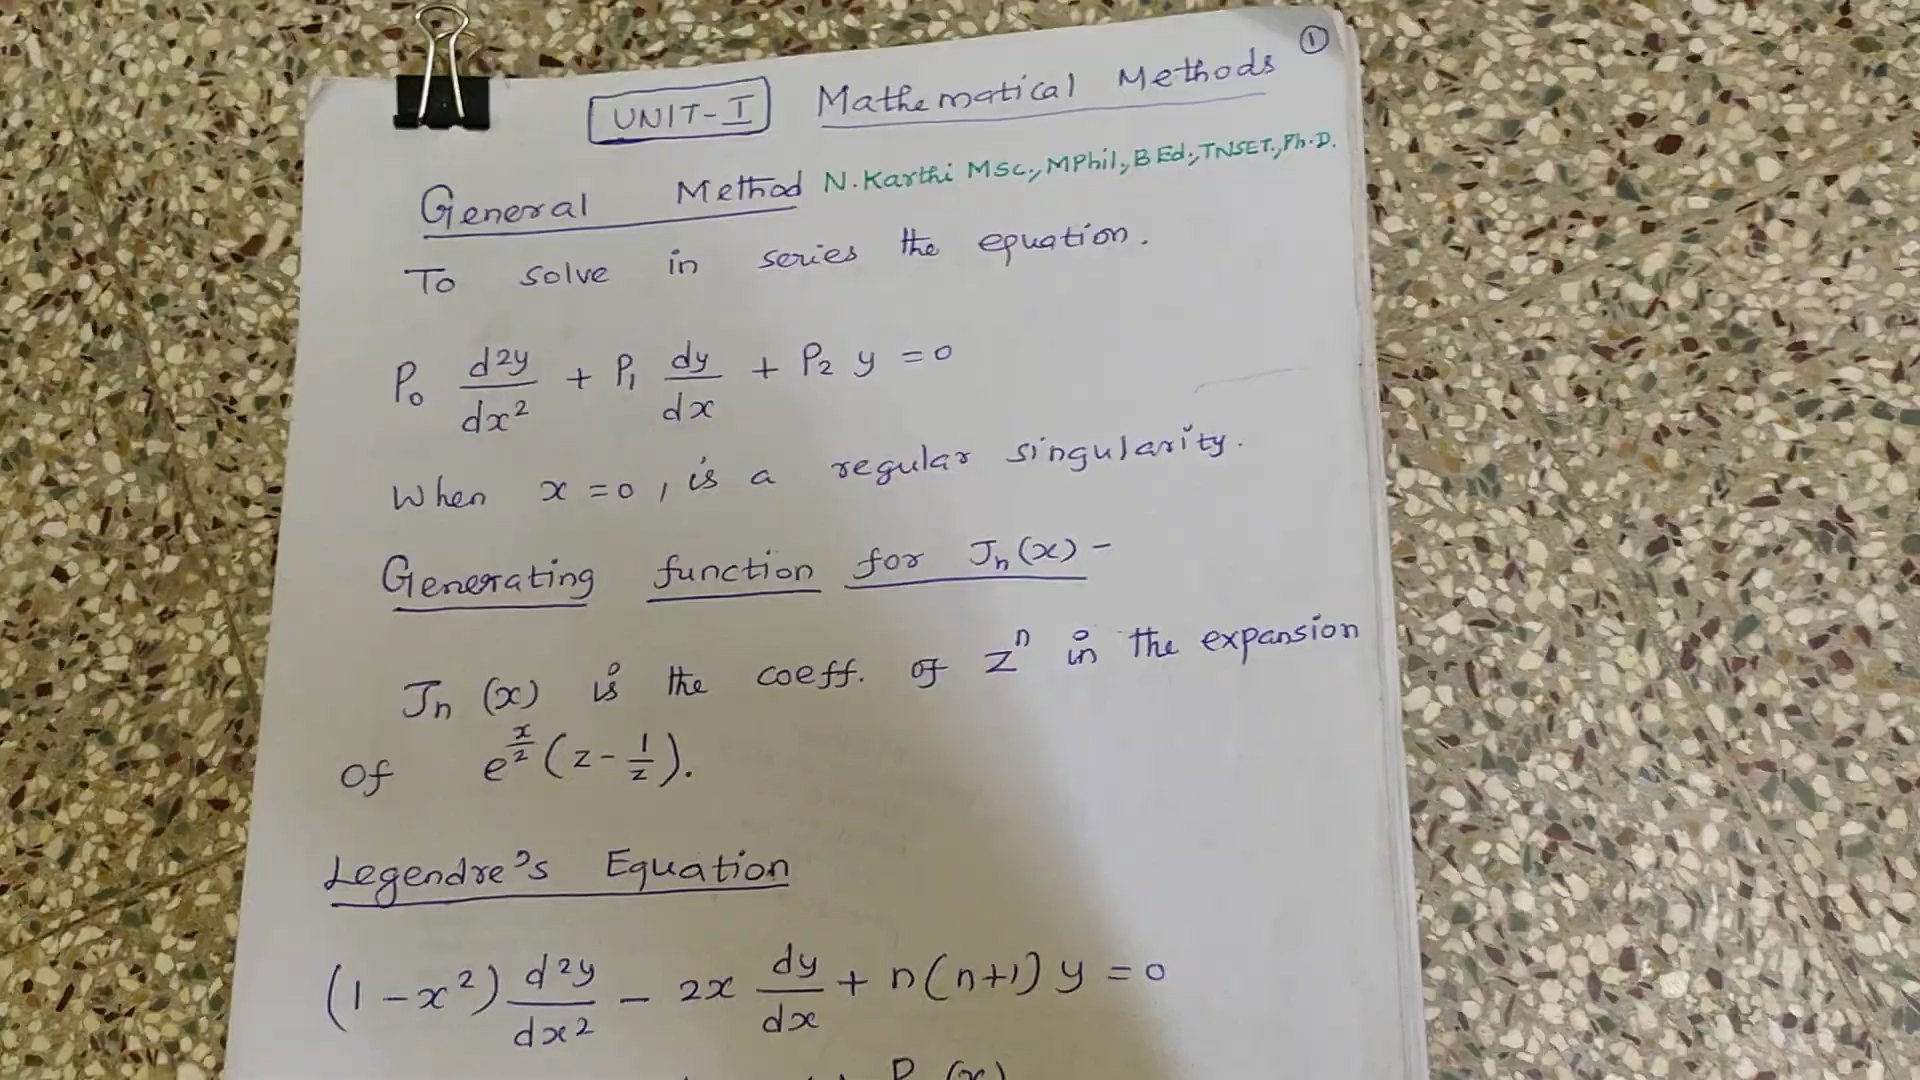 ①
UNIT-I Mathematical Methods
General Method N. Karthi MSc., MPhil., B Ed., TNSET., Ph.D.
To solve in series the equation.
P₀ d²y/dx² + P₁ dy/dx + P₂ y = 0
When x = 0, is a regular singularity.
Generating function for Jₙ(x) -
Jₙ (x) is the coeff. of zⁿ in the expansion
of e^(x/2) (z - 1/z).
Legendre's Equation
(1 - x²) d²y/dx² - 2x dy/dx + n(n+1) y = 0